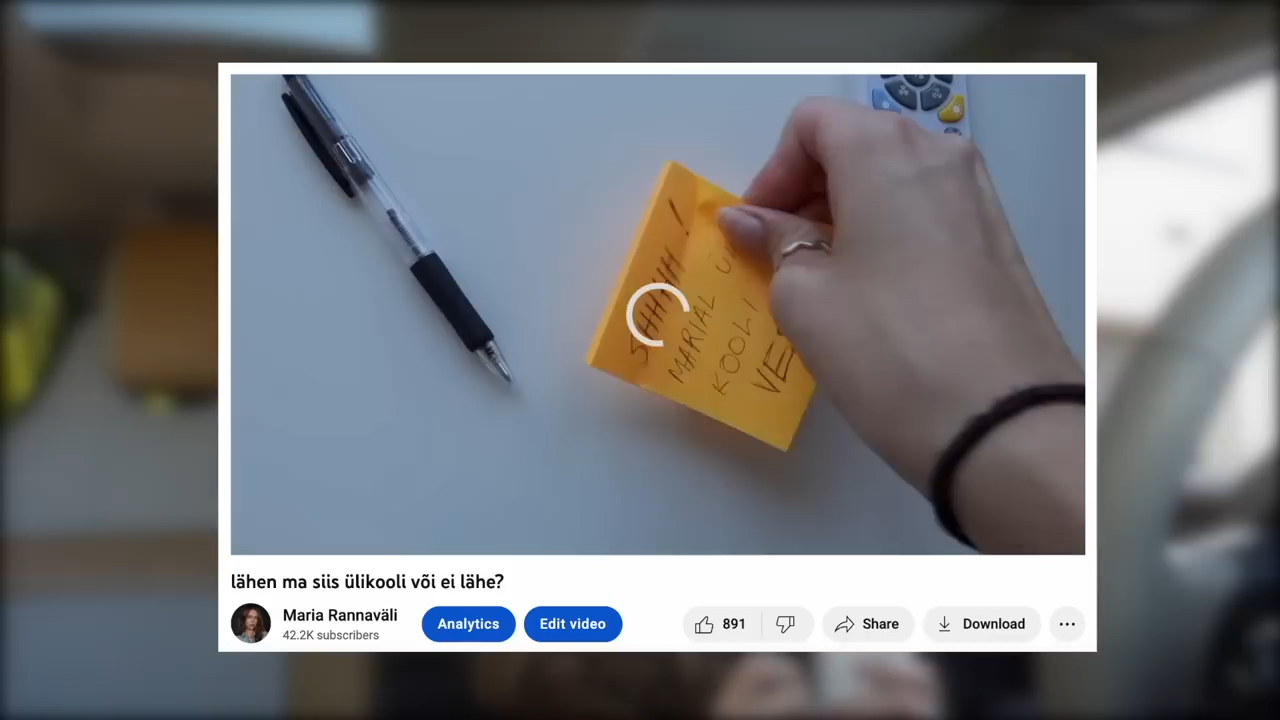 SHHHH!
MARIAL
KOOLI
lähen ma siis ülikooli või ei lähe?
Maria Rannaväli
42.2K subscribers
Analytics
Edit video
891
Share
Download